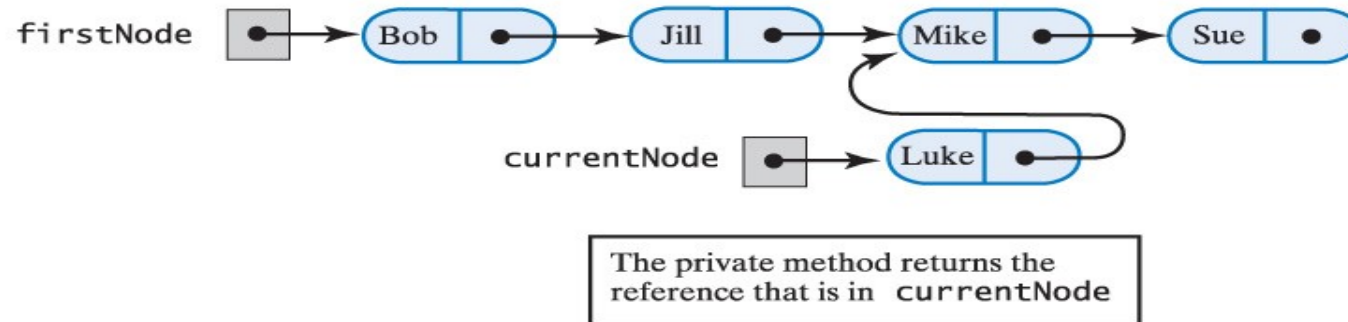 firstNode Bob Jill Mike Sue
currentNode Luke
The private method returns the
reference that is in currentNode